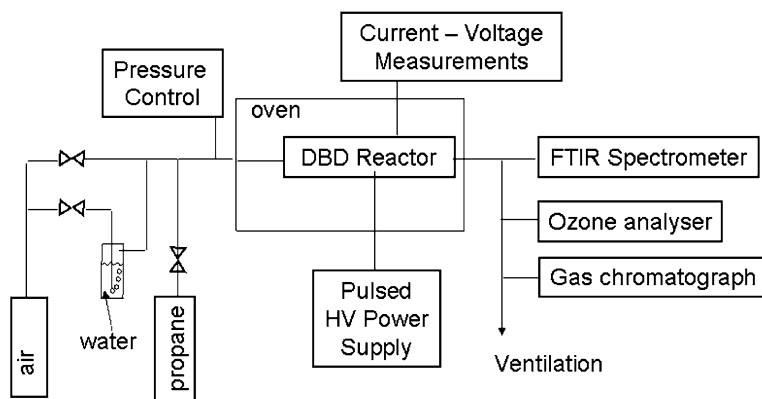 Current – Voltage
Measurements
Pressure
Control
oven
DBD Reactor
FTIR Spectrometer
Ozone analyser
Gas chromatograph
Pulsed
HV Power
Supply
water
air
propane
Ventilation